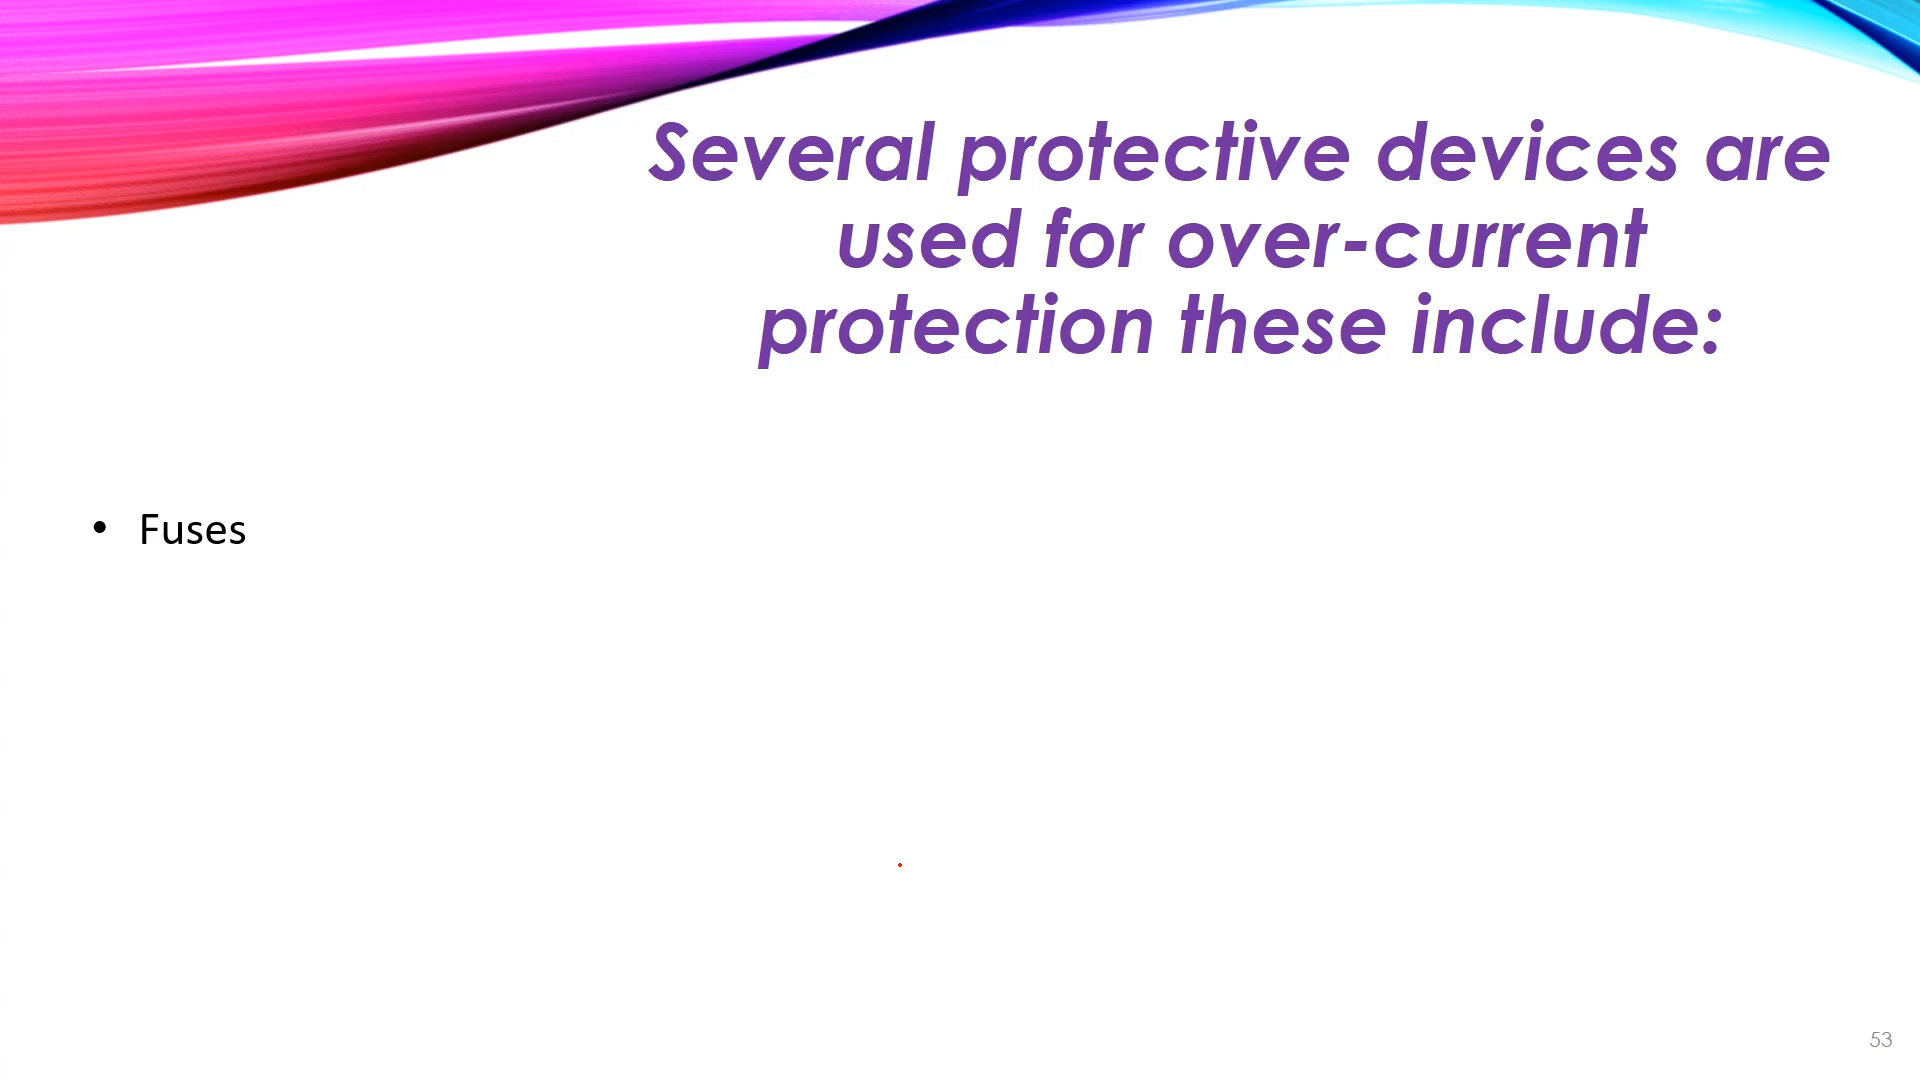 Several protective devices are
used for over-current
protection these include:
• Fuses
53